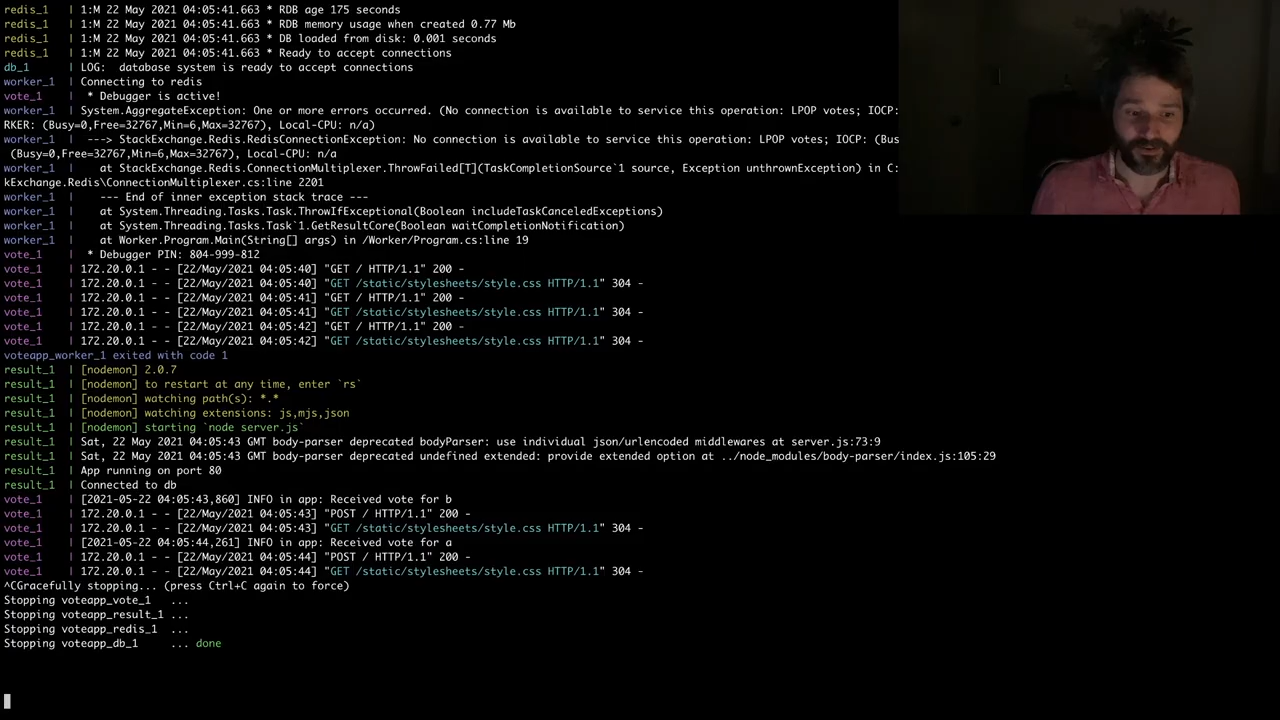 redis_1  | 1:M 22 May 2021 04:05:41.663 * RDB age 175 seconds
redis_1  | 1:M 22 May 2021 04:05:41.663 * RDB memory usage when created 0.77 Mb
redis_1  | 1:M 22 May 2021 04:05:41.663 * DB loaded from disk: 0.001 seconds
redis_1  | 1:M 22 May 2021 04:05:41.663 * Ready to accept connections
db_1     | LOG:  database system is ready to accept connections
worker_1 | Connecting to redis
vote_1   |  * Debugger is active!
worker_1 | System.AggregateException: One or more errors occurred. (No connection is available to service this operation: LPOP votes; IOCP:
RKER: (Busy=0,Free=32767,Min=6,Max=32767), Local-CPU: n/a)
worker_1 |  ---> StackExchange.Redis.RedisConnectionException: No connection is available to service this operation: LPOP votes; IOCP: (Bus
 (Busy=0,Free=32767,Min=6,Max=32767), Local-CPU: n/a
worker_1 |    at StackExchange.Redis.ConnectionMultiplexer.ThrowFailed[T](TaskCompletionSource`1 source, Exception unthrownException) in C:
kExchange.Redis\ConnectionMultiplexer.cs:line 2201
worker_1 |    --- End of inner exception stack trace ---
worker_1 |    at System.Threading.Tasks.Task.ThrowIfExceptional(Boolean includeTaskCanceledExceptions)
worker_1 |    at System.Threading.Tasks.Task`1.GetResultCore(Boolean waitCompletionNotification)
worker_1 |    at Worker.Program.Main(String[] args) in /Worker/Program.cs:line 19
vote_1   |  * Debugger PIN: 804-999-812
vote_1   | 172.20.0.1 - - [22/May/2021 04:05:40] "GET / HTTP/1.1" 200 -
vote_1   | 172.20.0.1 - - [22/May/2021 04:05:40] "GET /static/stylesheets/style.css HTTP/1.1" 304 -
vote_1   | 172.20.0.1 - - [22/May/2021 04:05:41] "GET / HTTP/1.1" 200 -
vote_1   | 172.20.0.1 - - [22/May/2021 04:05:41] "GET /static/stylesheets/style.css HTTP/1.1" 304 -
vote_1   | 172.20.0.1 - - [22/May/2021 04:05:42] "GET / HTTP/1.1" 200 -
vote_1   | 172.20.0.1 - - [22/May/2021 04:05:42] "GET /static/stylesheets/style.css HTTP/1.1" 304 -
voteapp_worker_1 exited with code 1
result_1 | [nodemon] 2.0.7
result_1 | [nodemon] to restart at any time, enter `rs`
result_1 | [nodemon] watching path(s): *.*
result_1 | [nodemon] watching extensions: js,mjs,json
result_1 | [nodemon] starting `node server.js`
result_1 | Sat, 22 May 2021 04:05:43 GMT body-parser deprecated bodyParser: use individual json/urlencoded middlewares at server.js:73:9
result_1 | Sat, 22 May 2021 04:05:43 GMT body-parser deprecated undefined extended: provide extended option at ../node_modules/body-parser/index.js:105:29
result_1 | App running on port 80
result_1 | Connected to db
vote_1   | [2021-05-22 04:05:43,860] INFO in app: Received vote for b
vote_1   | 172.20.0.1 - - [22/May/2021 04:05:43] "POST / HTTP/1.1" 200 -
vote_1   | 172.20.0.1 - - [22/May/2021 04:05:43] "GET /static/stylesheets/style.css HTTP/1.1" 304 -
vote_1   | [2021-05-22 04:05:44,261] INFO in app: Received vote for a
vote_1   | 172.20.0.1 - - [22/May/2021 04:05:44] "POST / HTTP/1.1" 200 -
vote_1   | 172.20.0.1 - - [22/May/2021 04:05:44] "GET /static/stylesheets/style.css HTTP/1.1" 304 -
^CGracefully stopping... (press Ctrl+C again to force)
Stopping voteapp_vote_1   ...
Stopping voteapp_result_1 ...
Stopping voteapp_redis_1  ...
Stopping voteapp_db_1     ... done